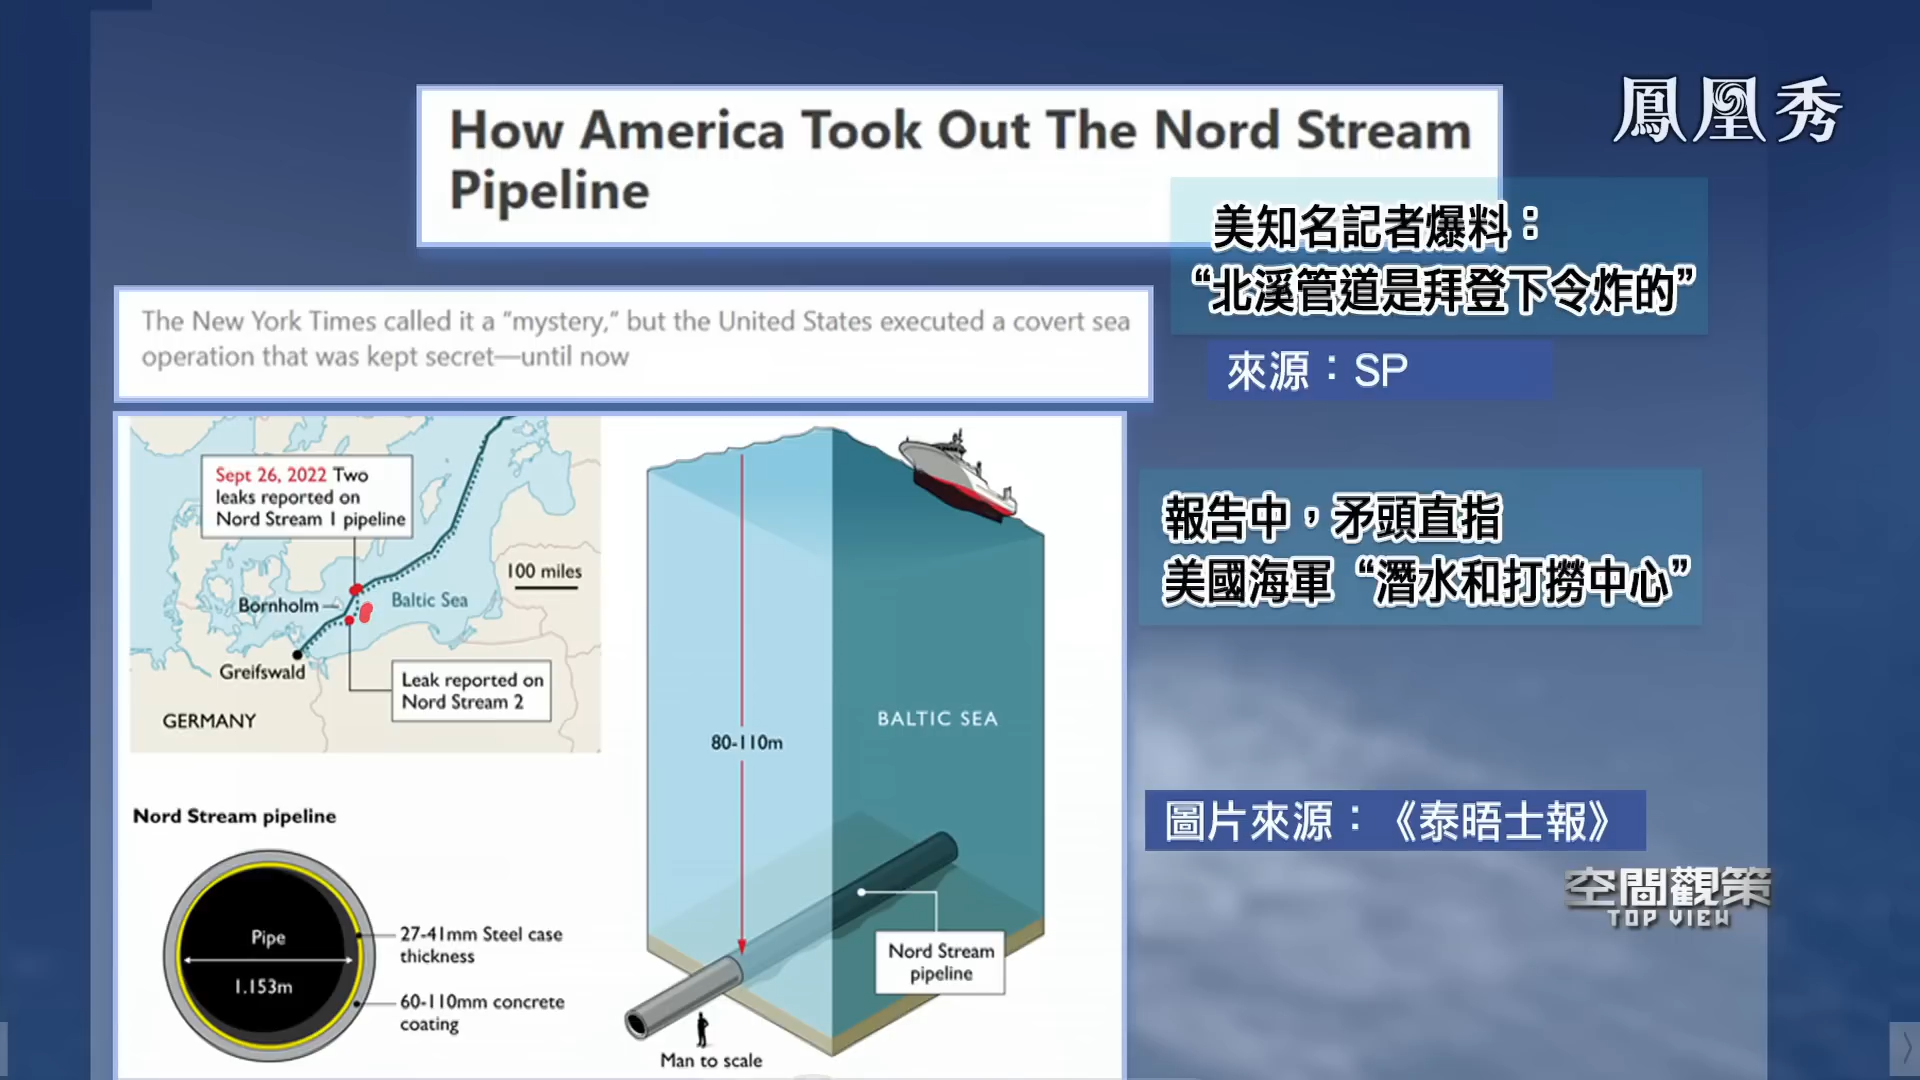 鳳凰秀
How America Took Out The Nord Stream
Pipeline
美知名記者爆料：
“北溪管道是拜登下令炸的”
來源：SP
The New York Times called it a “mystery,” but the United States executed a covert sea
operation that was kept secret—until now
報告中，矛頭直指
美國海軍“潛水和打撈中心”
Sept 26, 2022 Two
leaks reported on
Nord Stream 1 pipeline
100 miles
Bornholm
Baltic Sea
Greifswald
Leak reported on
Nord Stream 2
GERMANY
80-110m
BALTIC SEA
Nord Stream
pipeline
Man to scale
Nord Stream pipeline
Pipe
1.153m
27-41mm Steel case
thickness
60-110mm concrete
coating
圖片來源：《泰晤士報》
空間觀策
TOP VIEW